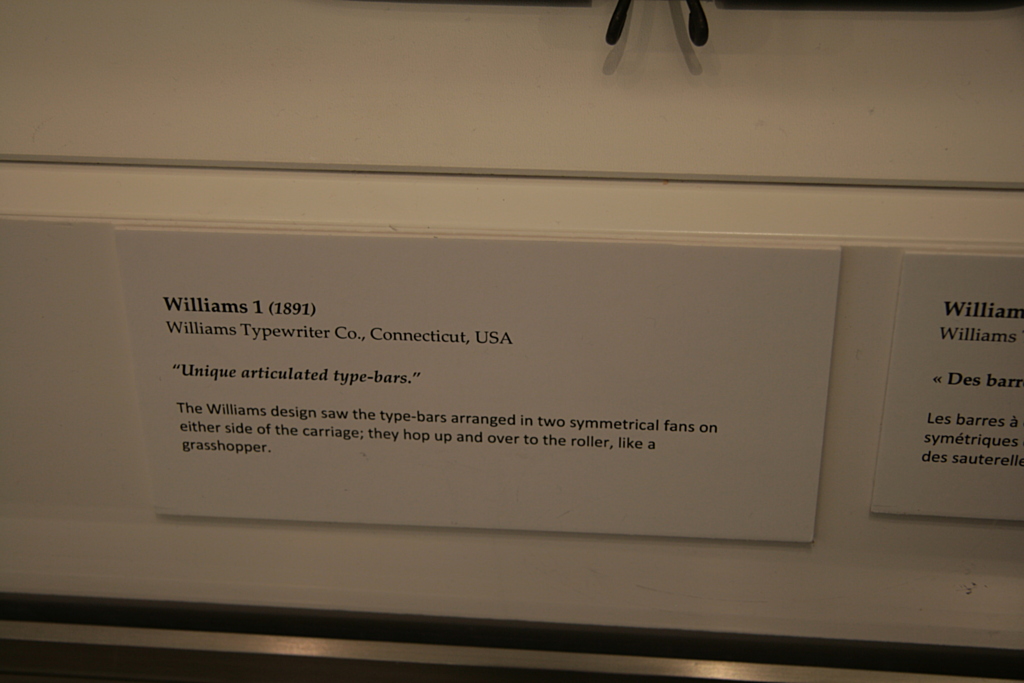 Williams 1 (1891)
Williams Typewriter Co., Connecticut, USA
“Unique articulated type-bars.”
The Williams design saw the type-bars arranged in two symmetrical fans on
either side of the carriage; they hop up and over to the roller, like a
grasshopper.
William
Williams
« Des barr
Les barres à
symétriques
des sauterelle